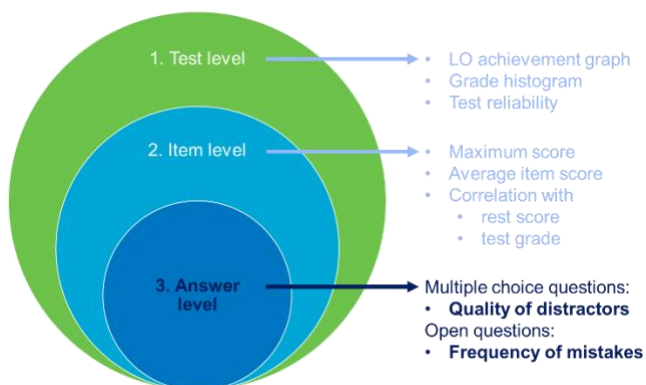 1. Test level
• LO achievement graph
• Grade histogram
• Test reliability
2. Item level
• Maximum score
• Average item score
• Correlation with
• rest score
• test grade
3. Answer
level
Multiple choice questions:
• Quality of distractors
Open questions:
• Frequency of mistakes